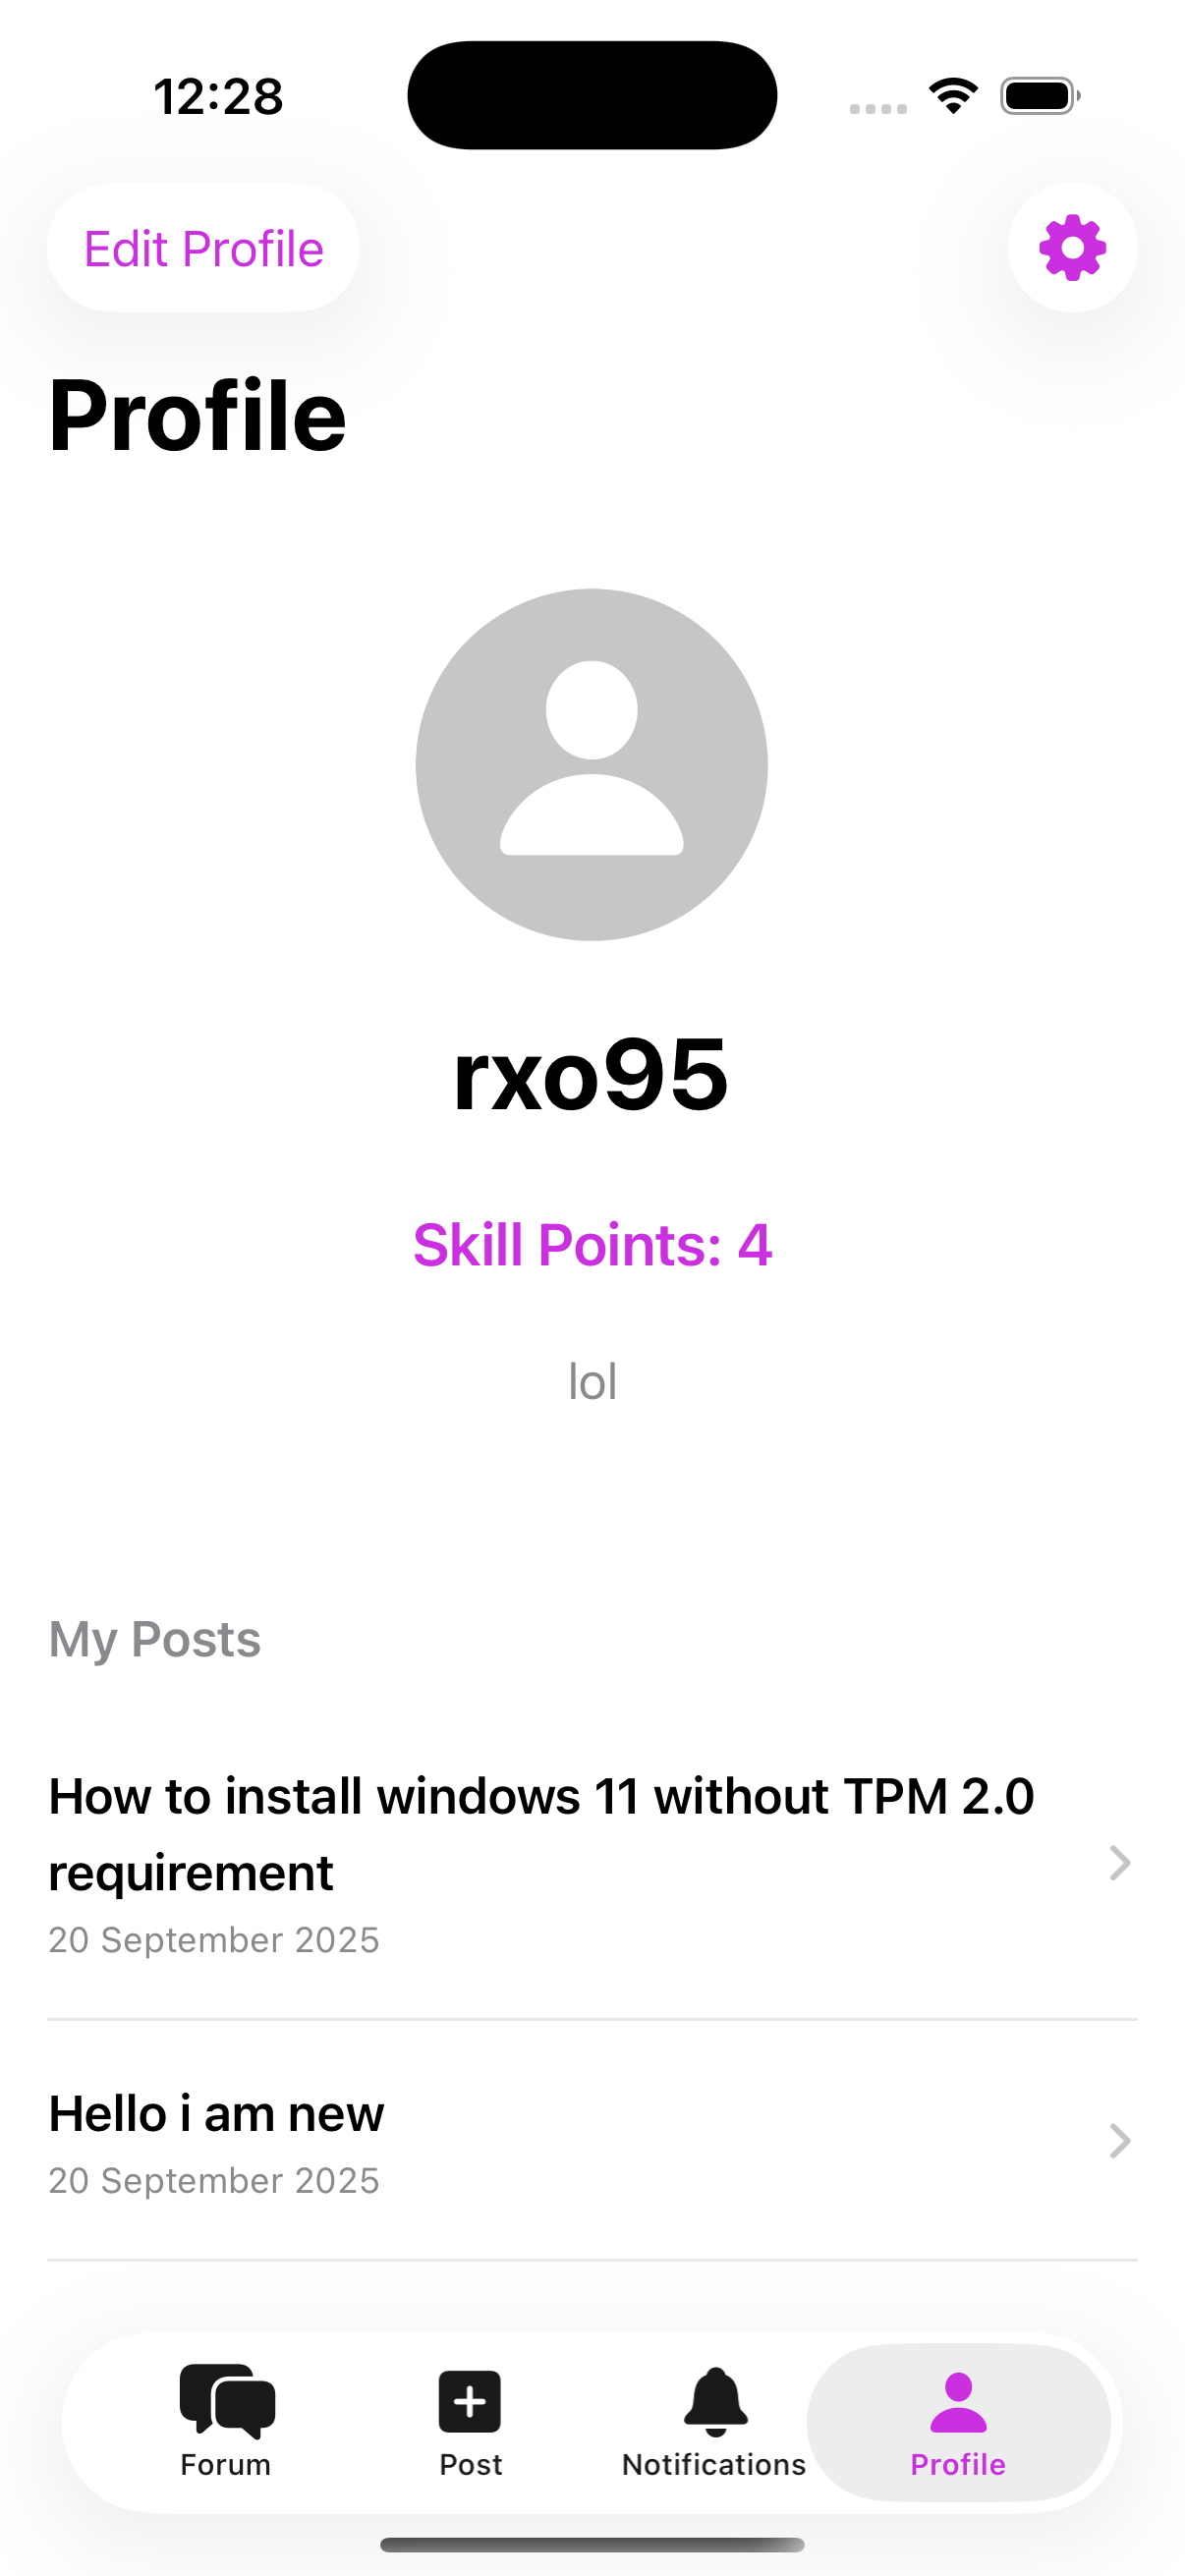 12:28
Edit Profile
Profile
rxo95
Skill Points: 4
lol
My Posts
How to install windows 11 without TPM 2.0
requirement
20 September 2025
Hello i am new
20 September 2025
Forum
Post
Notifications
Profile